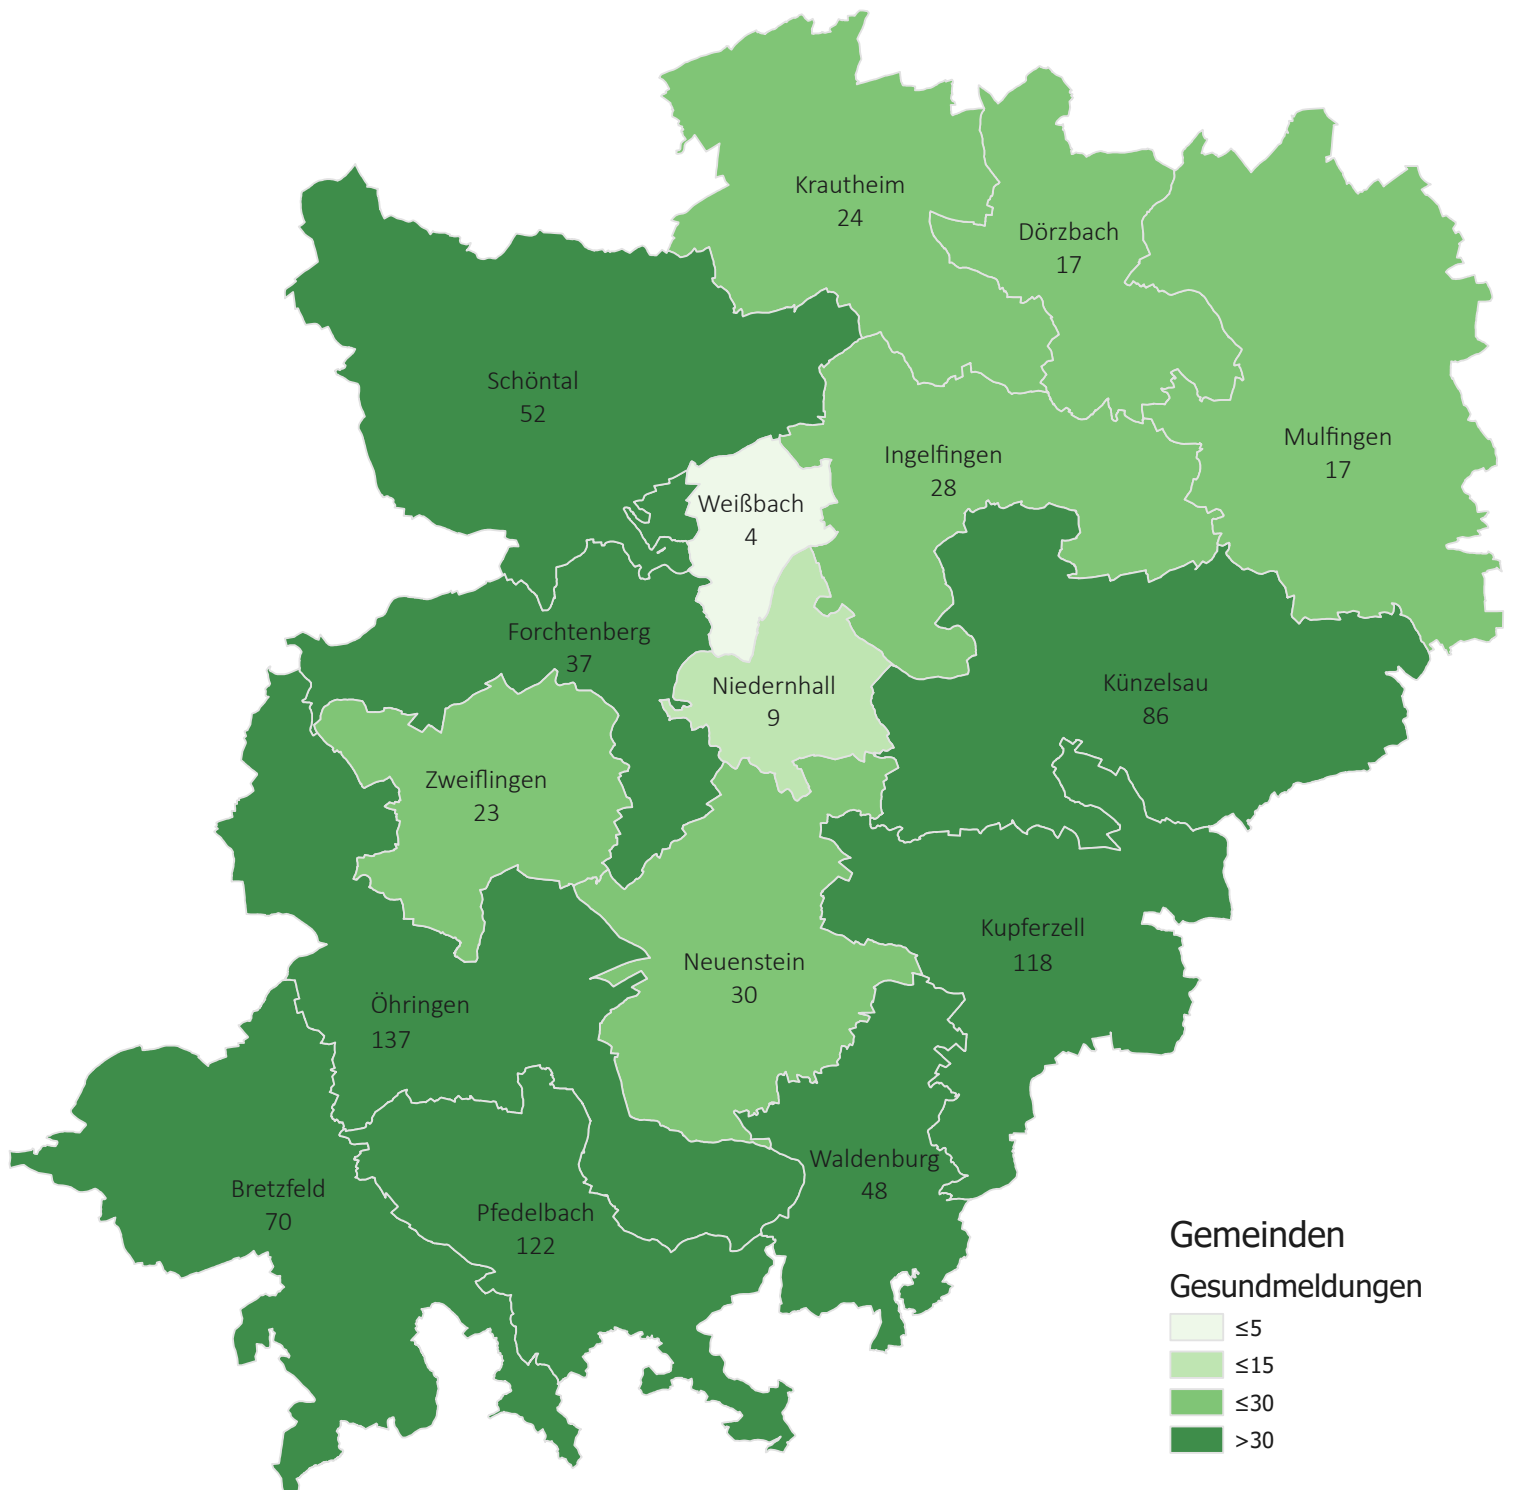 Krautheim
24
Dörzbach
17
Schöntal
52
Mulfingen
17
Ingelfingen
28
Weißbach
4
Forchtenberg
37
Niedernhall
9
Künzelsau
86
Zweiflingen
23
Kupferzell
118
Neuenstein
30
Öhringen
137
Waldenburg
48
Bretzfeld
70
Pfedelbach
122
Gemeinden
Gesundmeldungen
≤5
≤15
≤30
>30